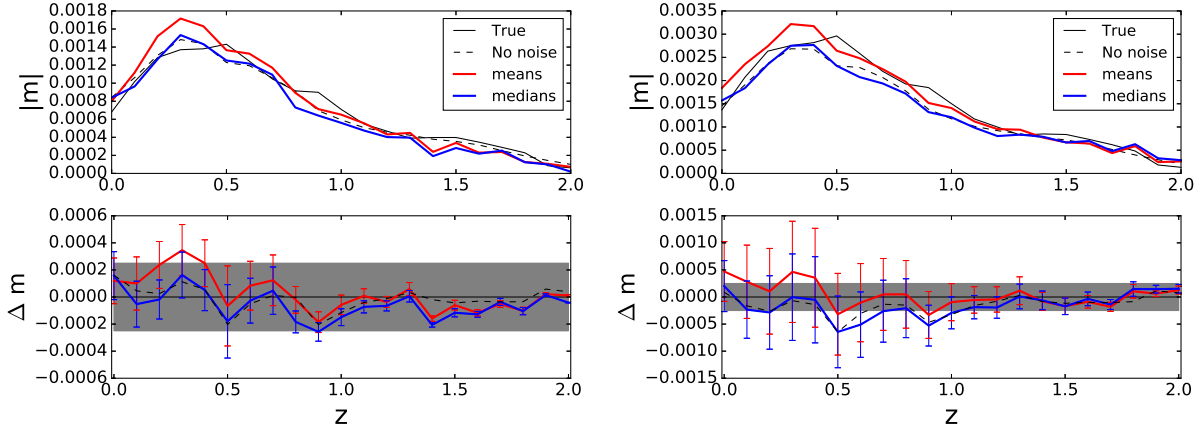 0.0018
0.0016
0.0014
0.0012
0.0010
0.0008
0.0006
0.0004
0.0002
0.0000
|m|
True
No noise
means
medians
0.0 0.5 1.0 1.5 2.0
0.0006
0.0004
0.0002
0.0000
−0.0002
−0.0004
−0.0006
Δ m
0.0 0.5 1.0 1.5 2.0
z
0.0035
0.0030
0.0025
0.0020
0.0015
0.0010
0.0005
0.0000
|m|
True
No noise
means
medians
0.0 0.5 1.0 1.5 2.0
0.0015
0.0010
0.0005
0.0000
−0.0005
−0.0010
−0.0015
Δ m
0.0 0.5 1.0 1.5 2.0
z